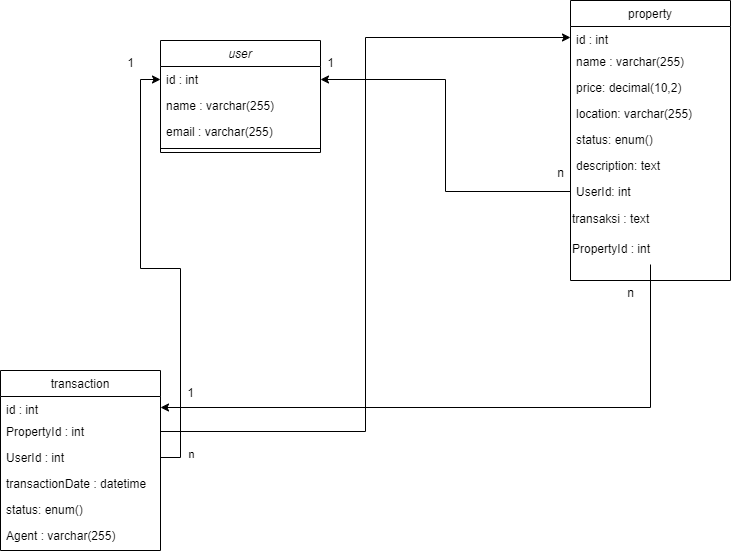 property
id : int
name : varchar(255)
price: decimal(10,2)
location: varchar(255)
status: enum()
description: text
UserId: int
transaksi : text
PropertyId : int
n
n
1
user
1
id : int
name : varchar(255)
email : varchar(255)
transaction
id : int
PropertyId : int
UserId : int
transactionDate : datetime
status: enum()
Agent : varchar(255)
1
n